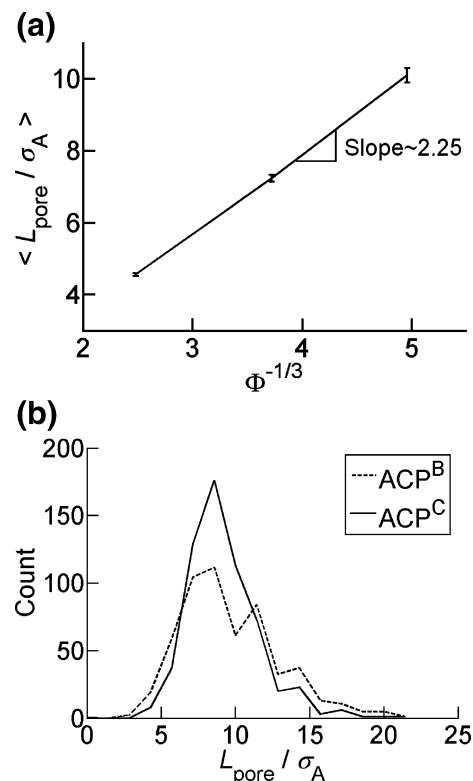 (a)
10
8
6
4
< L_pore / σ_A >
Slope~2.25
2 3 4 5
Φ^-1/3
(b)
200
150
100
50
0
Count
ACP^B
ACP^C
0 5 10 15 20 25
L_pore / σ_A